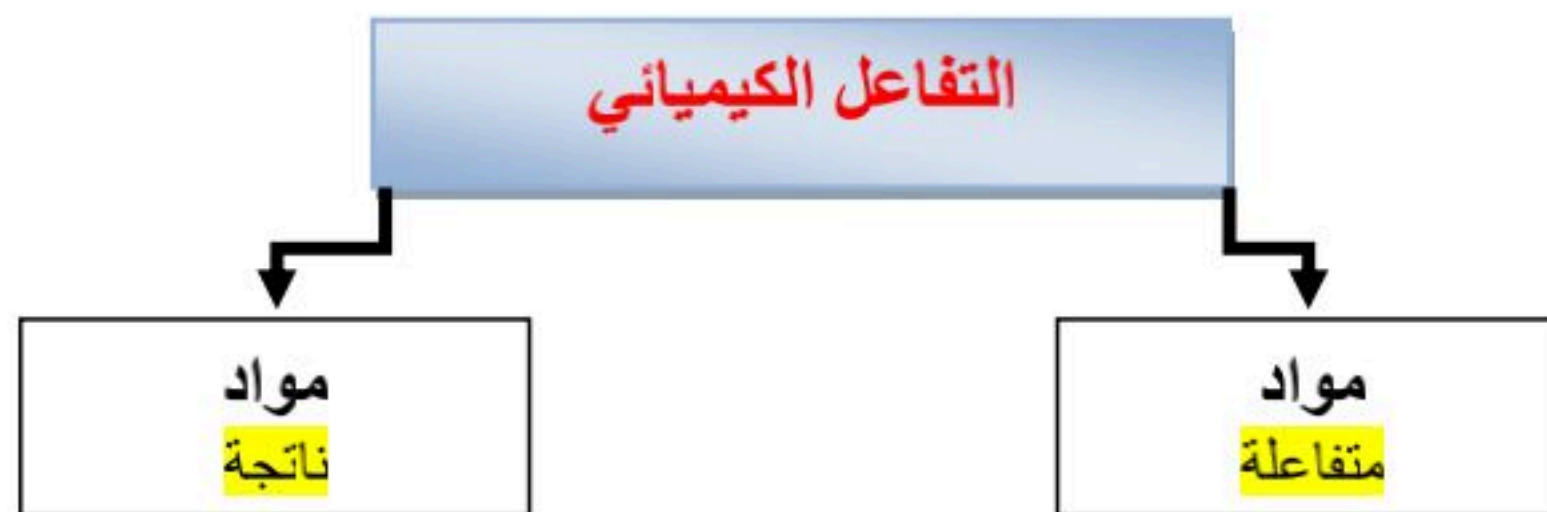 التفاعل الكيميائي
مواد
متفاعلة
مواد
ناتجة